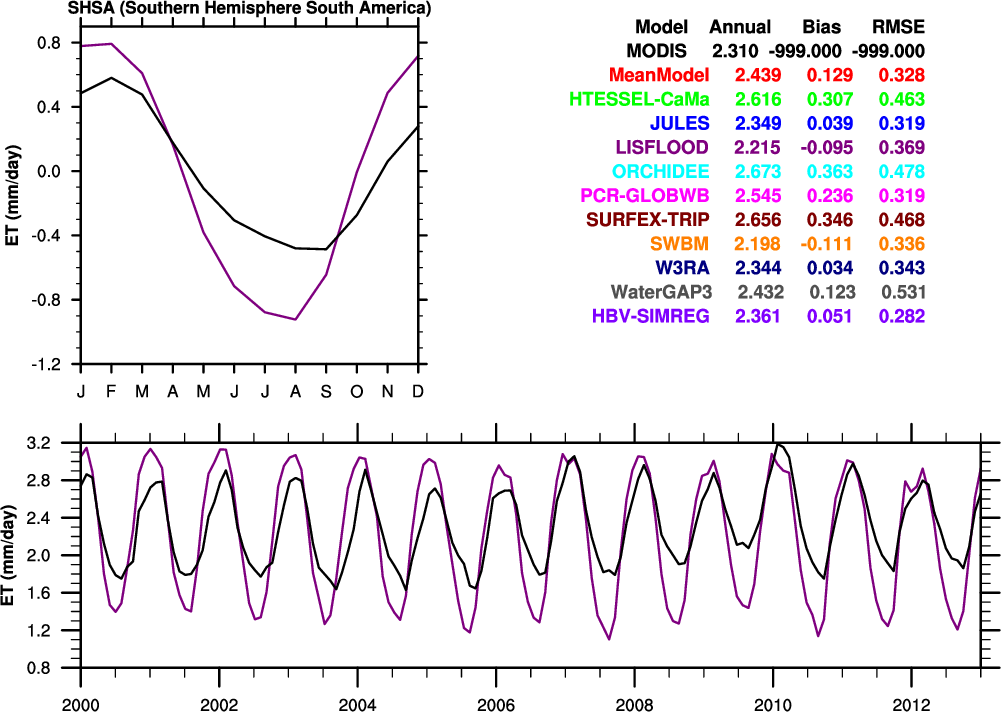 SHSA (Southern Hemisphere South America)
0.8
0.4
0.0
-0.4
-0.8
-1.2
ET (mm/day)
J F M A M J J A S O N D
Model Annual Bias RMSE
MODIS 2.310 -999.000 -999.000
MeanModel 2.439 0.129 0.328
HTESSEL-CaMa 2.616 0.307 0.463
JULES 2.349 0.039 0.319
LISFLOOD 2.215 -0.095 0.369
ORCHIDEE 2.673 0.363 0.478
PCR-GLOBWB 2.545 0.236 0.319
SURFEX-TRIP 2.656 0.346 0.468
SWBM 2.198 -0.111 0.336
W3RA 2.344 0.034 0.343
WaterGAP3 2.432 0.123 0.531
HBV-SIMREG 2.361 0.051 0.282
3.2
2.8
2.4
2.0
1.6
1.2
0.8
ET (mm/day)
2000 2002 2004 2006 2008 2010 2012